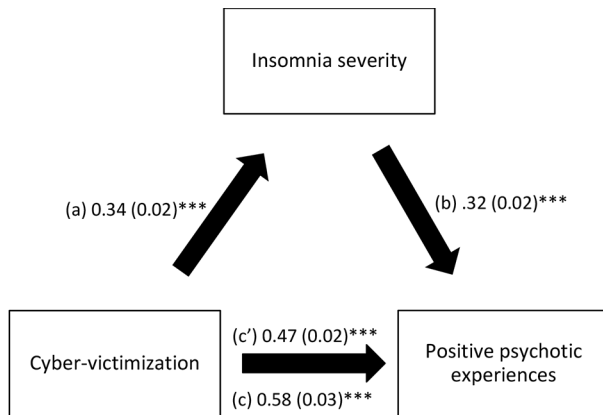 Insomnia severity
(a) 0.34 (0.02)***
(b) .32 (0.02)***
Cyber-victimization
(c’) 0.47 (0.02)***
(c) 0.58 (0.03)***
Positive psychotic
experiences